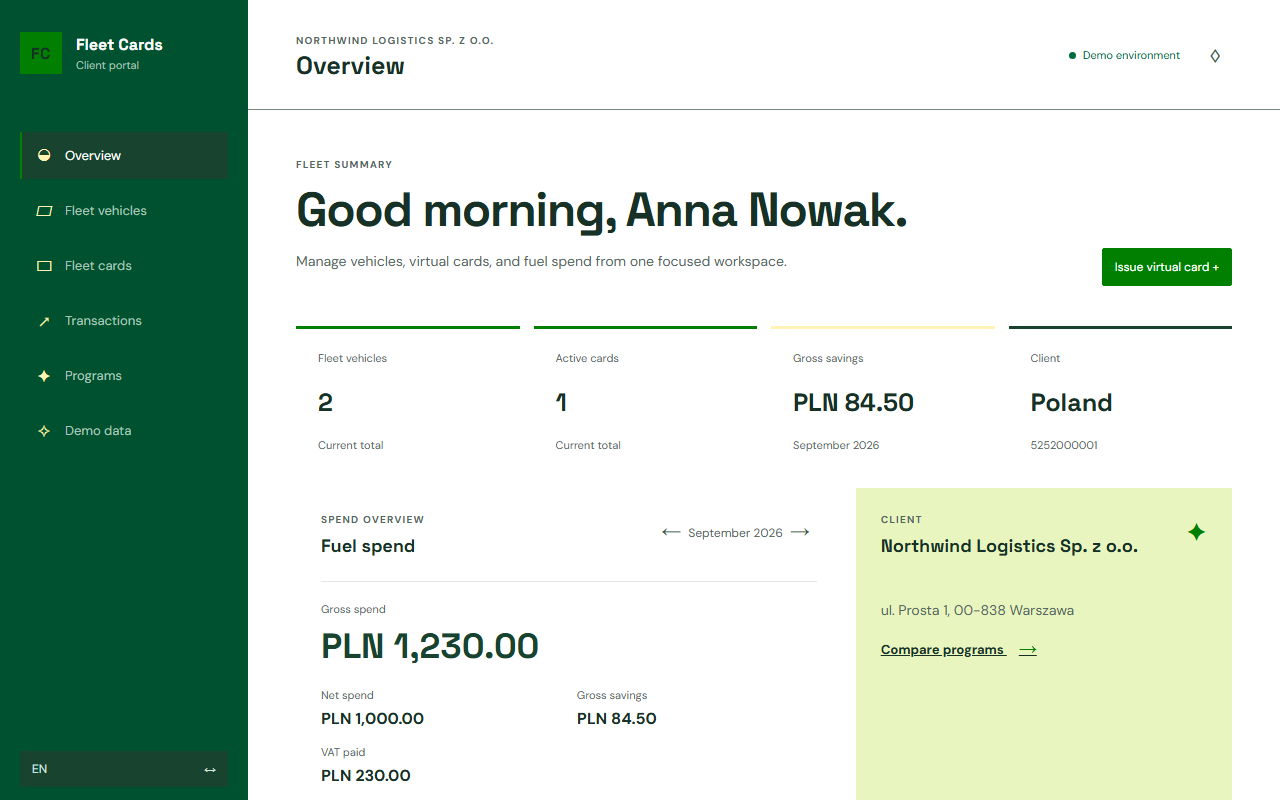 FC
Fleet Cards
Client portal
Overview
Fleet vehicles
Fleet cards
Transactions
Programs
Demo data
EN
NORTHWIND LOGISTICS SP. Z O.O.
Overview
Demo environment
FLEET SUMMARY
Good morning, Anna Nowak.
Manage vehicles, virtual cards, and fuel spend from one focused workspace.
Issue virtual card +
Fleet vehicles
2
Current total
Active cards
1
Current total
Gross savings
PLN 84.50
September 2026
Client
Poland
5252000001
SPEND OVERVIEW
Fuel spend
← September 2026 →
Gross spend
PLN 1,230.00
Net spend
PLN 1,000.00
Gross savings
PLN 84.50
VAT paid
PLN 230.00
CLIENT
Northwind Logistics Sp. z o.o.
ul. Prosta 1, 00-838 Warszawa
Compare programs →